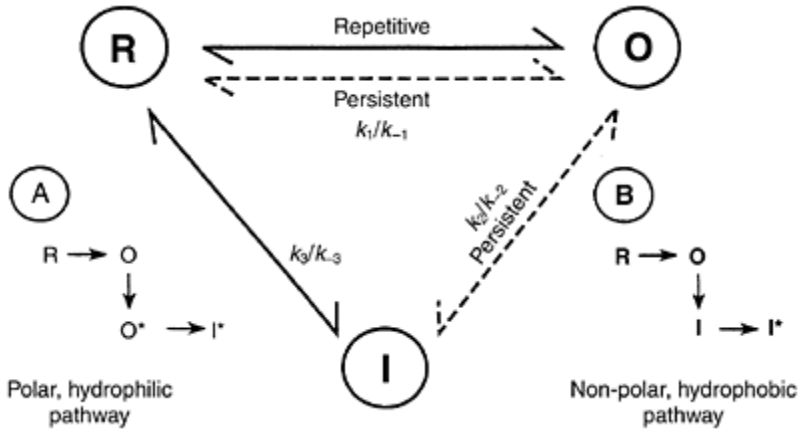 R
Repetitive
O
Persistent
k₁/k₋₁
A
k₂/k₋₂
Persistent
B
R → O
k₃/k₋₃
R → O
O* → I*
I
I → I*
Polar, hydrophilic
pathway
Non-polar, hydrophobic
pathway